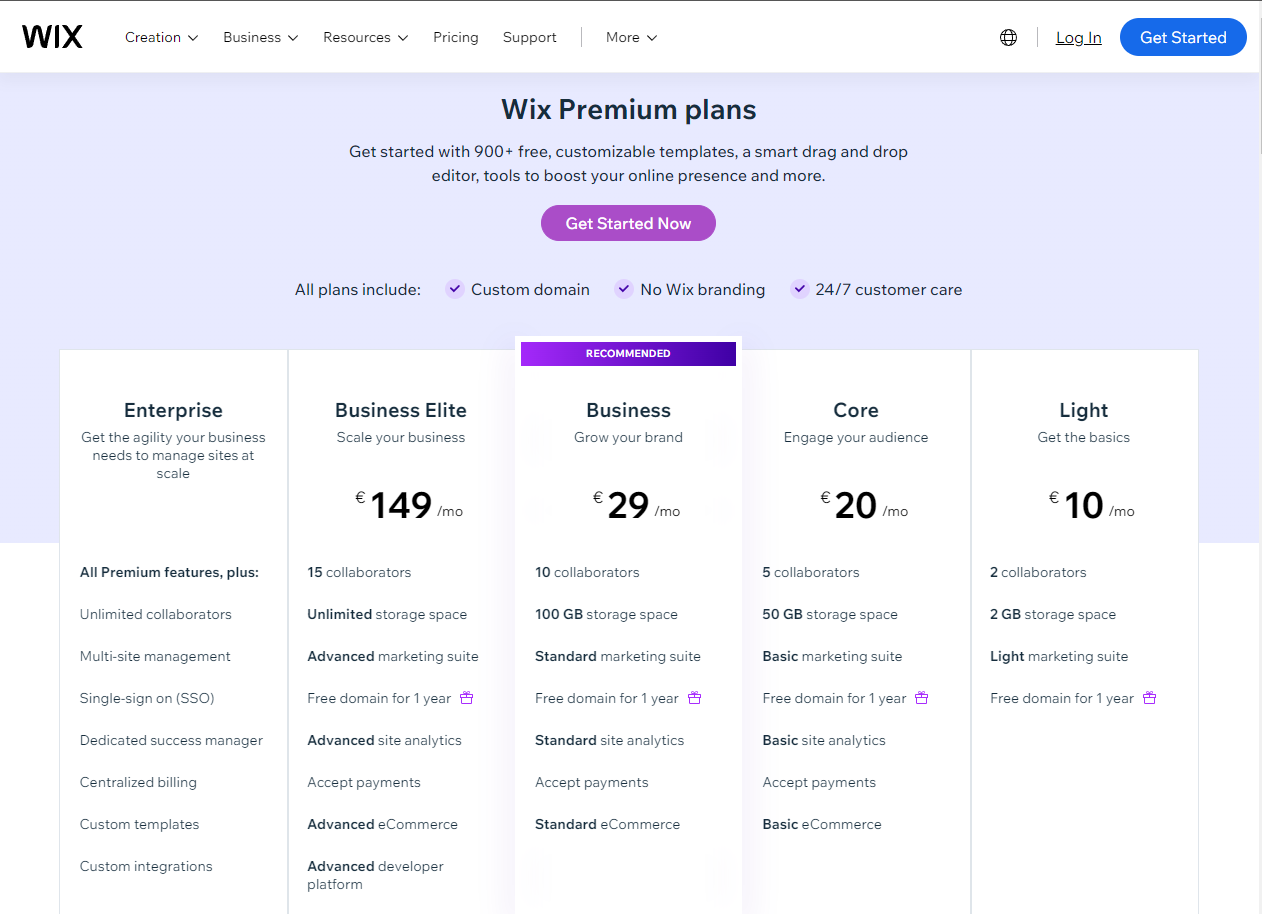 WIX
Creation
Business
Resources
Pricing
Support
More
Log In
Get Started
Wix Premium plans
Get started with 900+ free, customizable templates, a smart drag and drop
editor, tools to boost your online presence and more.
Get Started Now
All plans include:
Custom domain
No Wix branding
24/7 customer care
Enterprise
Get the agility your business
needs to manage sites at
scale
All Premium features, plus:
Unlimited collaborators
Multi-site management
Single-sign on (SSO)
Dedicated success manager
Centralized billing
Custom templates
Custom integrations
Business Elite
Scale your business
€ 149 /mo
15 collaborators
Unlimited storage space
Advanced marketing suite
Free domain for 1 year
Advanced site analytics
Accept payments
Advanced eCommerce
Advanced developer
platform
RECOMMENDED
Business
Grow your brand
€ 29 /mo
10 collaborators
100 GB storage space
Standard marketing suite
Free domain for 1 year
Standard site analytics
Accept payments
Standard eCommerce
Core
Engage your audience
€ 20 /mo
5 collaborators
50 GB storage space
Basic marketing suite
Free domain for 1 year
Basic site analytics
Accept payments
Basic eCommerce
Light
Get the basics
€ 10 /mo
2 collaborators
2 GB storage space
Light marketing suite
Free domain for 1 year